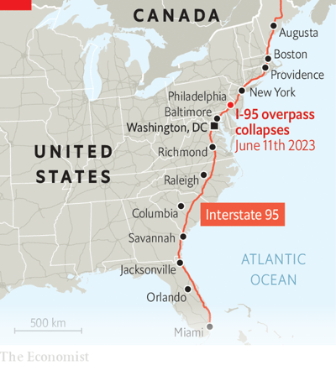 CANADA
Augusta
Boston
Providence
New York
Philadelphia
Baltimore
I-95 overpass
collapses
June 11th 2023
Washington, DC
Richmond
UNITED
STATES
Raleigh
Columbia
Interstate 95
Savannah
ATLANTIC
OCEAN
Jacksonville
Orlando
500 km
Miami
The Economist